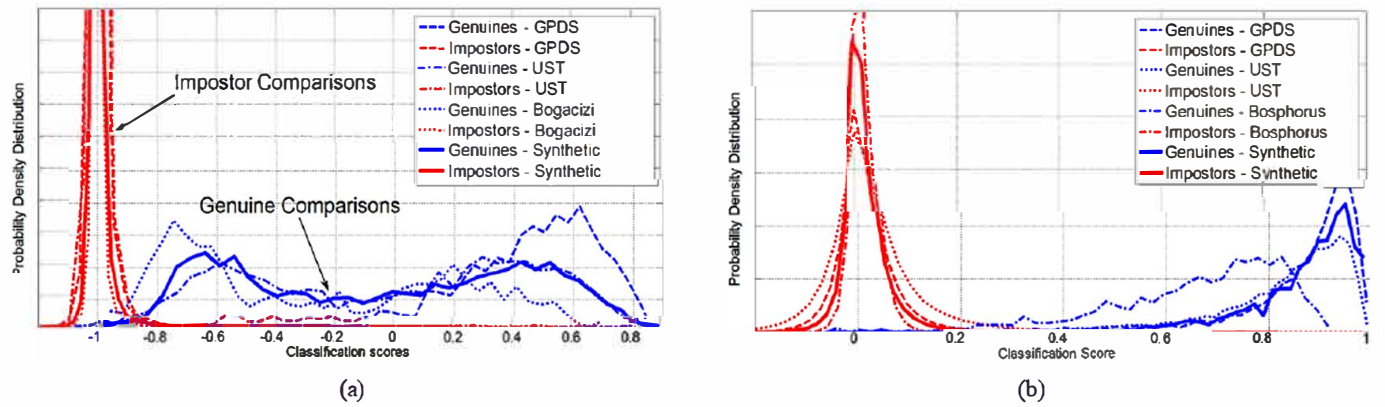 Genuines - GPDS
Impostors - GPDS
Genuines - UST
Impostors - UST
Genuines - Bogacizi
Impostors - Bogacizi
Genuines - Synthetic
Impostors - Synthetic
Impostor Comparisons
Genuine Comparisons
Probability Density Distribution
-1 -0.8 -0.6 -0.4 -0.2 0 0.2 0.4 0.6 0.8
Classification scores
(a)
Genuines - GPDS
Impostors - GPDS
Genuines - UST
Impostors - UST
Genuines - Bosphorus
Impostors - Bosphorus
Genuines - Synthetic
Impostors - Synthetic
Probability Density Distribution
0 0.2 0.4 0.6 0.8 1
Classification Score
(b)